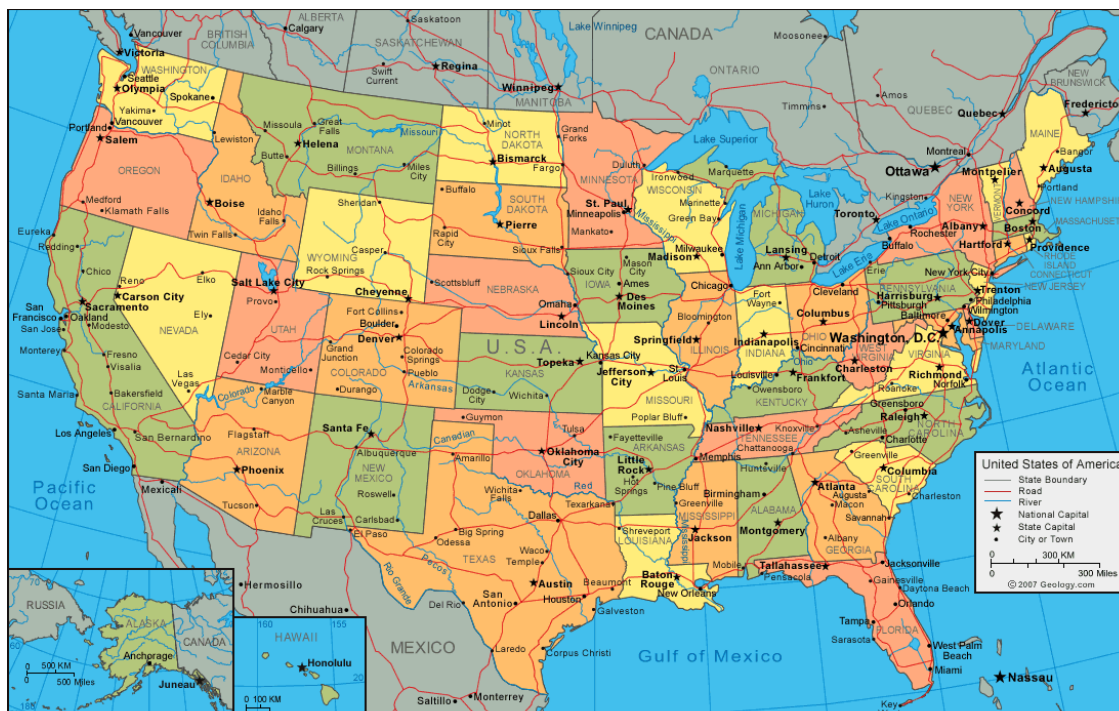 Vancouver
Victoria
BRITISH
COLUMBIA
ALBERTA
Calgary
Saskatoon
SASKATCHEWAN
Swift
Current
Regina
Lake Winnipeg
Winnipeg
MANITOBA
CANADA
ONTARIO
Moosonee
Timmins
Amos
QUEBEC
Quebec
NEW
BRUNSWICK
Fredericton
Montreal
Ottawa
Kingston
Toronto
WASHINGTON
Seattle
Olympia
Spokane
Yakima
Vancouver
Portland
Salem
OREGON
Medford
Klamath Falls
Lewiston
IDAHO
Boise
Idaho
Falls
Twin Falls
Missoula
Great
Falls
Helena
MONTANA
Missouri
Butte
Billings
Miles
City
Minot
NORTH
DAKOTA
Bismarck
Fargo
Grand
Forks
Buffalo
SOUTH
DAKOTA
Pierre
Rapid
City
Sioux Falls
Duluth
MINNESOTA
St. Paul
Minneapolis
Mankato
Mississippi
Lake Superior
Ironwood
Marquette
WISCONSIN
Marinette
Green Bay
Milwaukee
Madison
Lake Michigan
MICHIGAN
Lansing
Ann Arbor
Detroit
Lake
Huron
Lake Ontario
Lake Erie
Sheridan
WYOMING
Casper
Rock Springs
Cheyenne
Scottsbluff
NEBRASKA
Omaha
Lincoln
Sioux City
Mason
City
Ames
IOWA
Des
Moines
Chicago
Bloomington
Springfield
ILLINOIS
Fort
Wayne
Indianapolis
INDIANA
Cleveland
Columbus
OHIO
Cincinnati
Ohio
Erie
PENNSYLVANIA
Harrisburg
Pittsburgh
Philadelphia
NEW
YORK
Albany
Rochester
Buffalo
New York City
MAINE
Bangor
Augusta
Portland
Montpelier
VERMONT
Concord
NEW HAMPSHIRE
Boston
MASSACHUSETTS
Hartford
Providence
RHODE
ISLAND
CONNECTICUT
NEW JERSEY
Trenton
Wilmington
Baltimore
Dover
DELAWARE
Annapolis
MARYLAND
Washington, D.C.
WEST
VIRGINIA
Charleston
VIRGINIA
Richmond
Norfolk
Roanoke
Atlantic
Ocean
Eureka
Redding
Chico
Sacramento
San
Francisco
Oakland
San Jose
Modesto
Monterey
Fresno
Visalia
Bakersfield
CALIFORNIA
Santa Maria
Los Angeles
San Bernardino
San Diego
Mexicali
Reno
Carson City
Elko
Ely
NEVADA
Las
Vegas
Salt Lake City
Provo
UTAH
Cedar City
Monticello
Colorado
Marble
Canyon
Fort Collins
Boulder
Denver
Grand
Junction
Colorado
Springs
COLORADO
Pueblo
Durango
Arkansas
U.S.A.
Topeka
KANSAS
Dodge
City
Wichita
Kansas City
Jefferson
City
St.
Louis
MISSOURI
Poplar Bluff
Louisville
Frankfort
Owensboro
KENTUCKY
Nashville
TENNESSEE
Knoxville
Chattanooga
Memphis
Greensboro
Raleigh
NORTH
CAROLINA
Asheville
Charlotte
Greenville
Columbia
SOUTH
CAROLINA
Charleston
Flagstaff
ARIZONA
Phoenix
Tucson
Santa Fe
Albuquerque
NEW
MEXICO
Roswell
Las
Cruces
Carlsbad
El Paso
Guymon
Canadian
Tulsa
Oklahoma
City
OKLAHOMA
Red
Amarillo
Wichita
Falls
Dallas
Big Spring
Odessa
TEXAS
Waco
Temple
Pecos
Rio Grande
Austin
San
Antonio
Houston
Beaumont
Galveston
Del Rio
Laredo
Corpus Christi
Fayetteville
ARKANSAS
Little
Rock
Hot
Springs
Pine Bluff
Texarkana
Shreveport
LOUISIANA
Baton
Rouge
New Orleans
Greenville
MISSISSIPPI
Jackson
Mississippi
Huntsville
Birmingham
ALABAMA
Montgomery
Mobile
Atlanta
Augusta
Macon
Savannah
Albany
GEORGIA
Tallahassee
Pensacola
Jacksonville
Gainesville
Daytona Beach
Orlando
Tampa
Sarasota
FLORIDA
West Palm
Beach
Miami
Key
Nassau
Gulf of Mexico
Pacific
Ocean
MEXICO
Hermosillo
Chihuahua
Monterrey
Saltillo
RUSSIA
ALASKA
CANADA
Anchorage
Juneau
70
70
60
0 500 KM
0 500 Miles
160
155
HAWAII
Honolulu
20
0 100 KM
United States of America
State Boundary
Road
River
National Capital
State Capital
City or Town
0 300 KM
0 300 Miles
© 2007 Geology.com